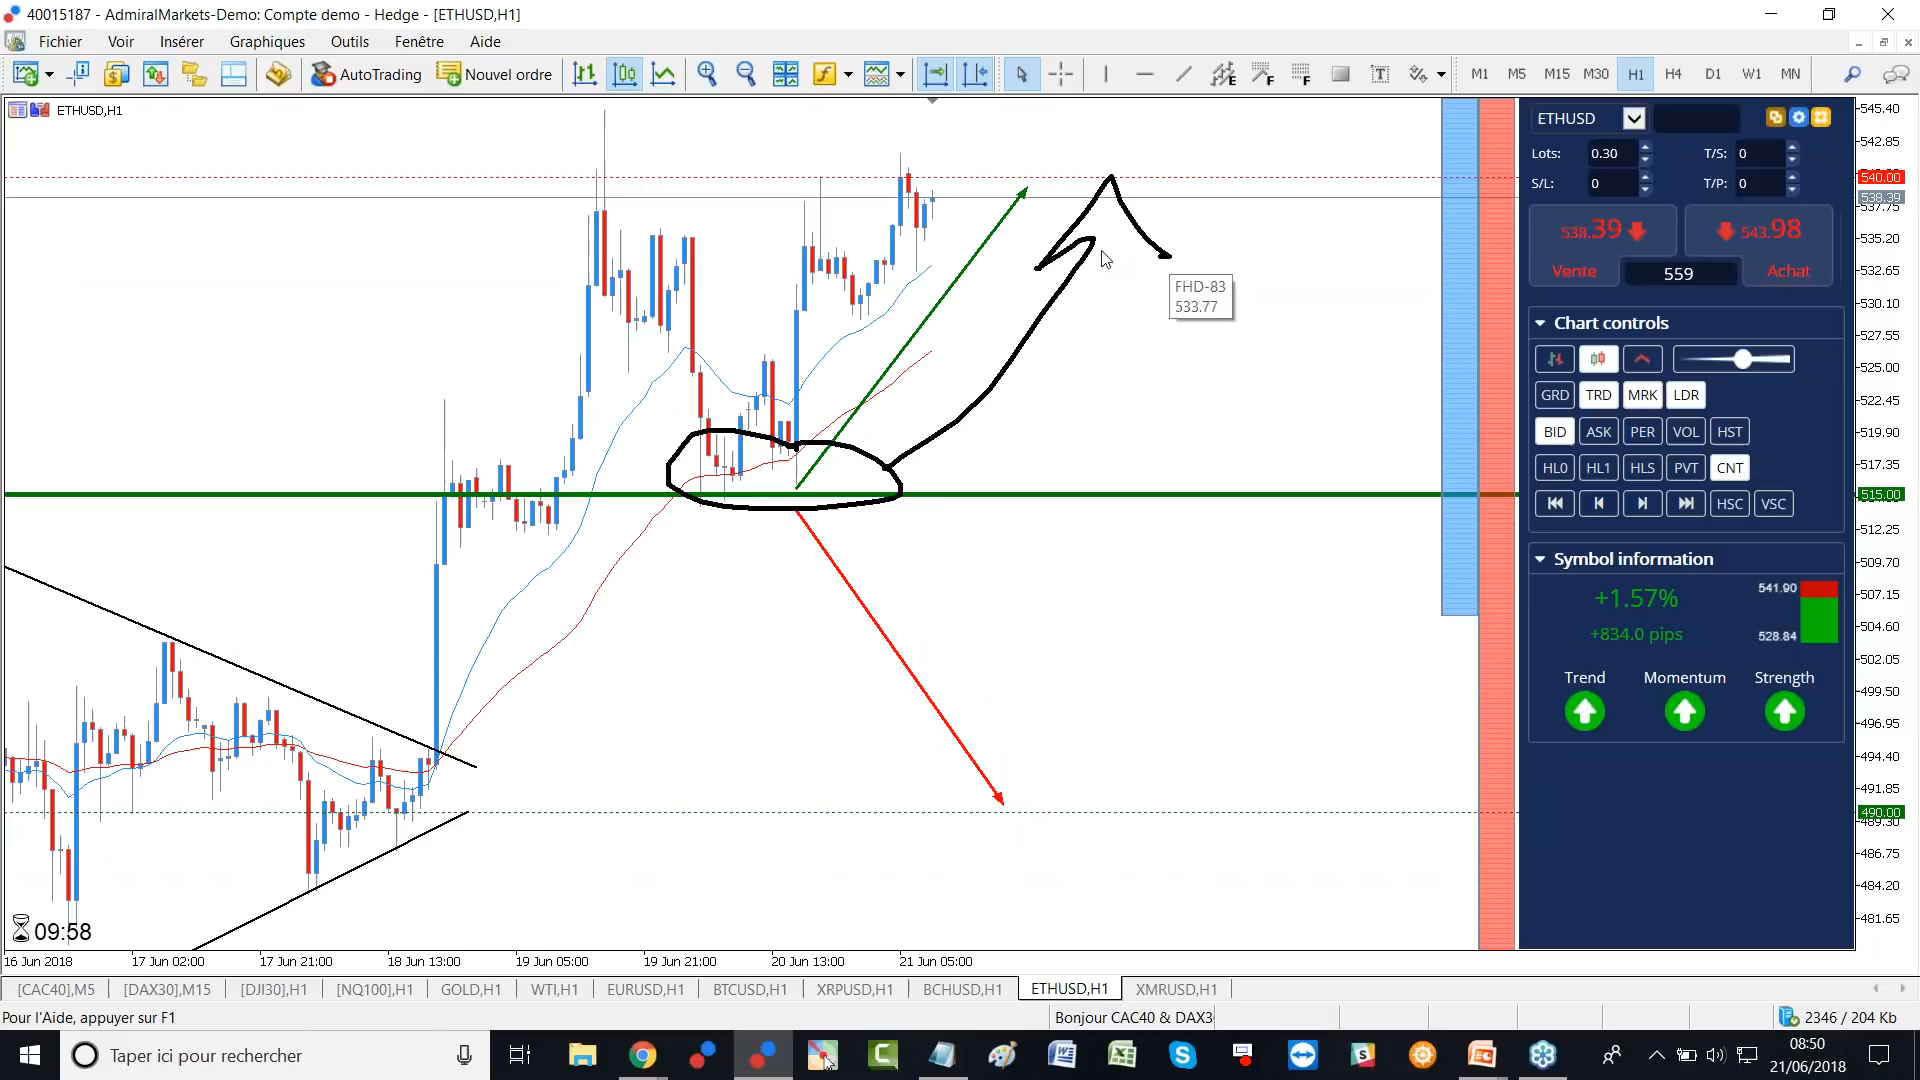 40015187 - AdmiralMarkets-Demo: Compte demo - Hedge - [ETHUSD,H1]
Fichier Voir Insérer Graphiques Outils Fenêtre Aide
AutoTrading Nouvel ordre M1 M5 M15 M30 H1 H4 D1 W1 MN
ETHUSD,H1
545.40
542.85
540.00
538.39
537.75
535.20
532.65
530.10
527.55
525.00
522.45
519.90
517.35
515.00
512.25
509.70
507.15
504.60
502.05
499.50
496.95
494.40
491.85
490.00
489.30
486.75
484.20
481.65
FHD-83
533.77
ETHUSD
Lots: 0.30 T/S: 0
S/L: 0 T/P: 0
538.39 543.98
Vente 559 Achat
Chart controls
GRD TRD MRK LDR
BID ASK PER VOL HST
HL0 HL1 HLS PVT CNT
HSC VSC
Symbol information
+1.57% 541.90
+834.0 pips 528.84
Trend Momentum Strength
09:58
16 Jun 2018 17 Jun 02:00 17 Jun 21:00 18 Jun 13:00 19 Jun 05:00 19 Jun 21:00 20 Jun 13:00 21 Jun 05:00
[CAC40],M5 [DAX30],M15 [DJI30],H1 [NQ100],H1 GOLD,H1 WTI,H1 EURUSD,H1 BTCUSD,H1 XRPUSD,H1 BCHUSD,H1 ETHUSD,H1 XMRUSD,H1
Pour l'Aide, appuyer sur F1 Bonjour CAC40 & DAX3 2346 / 204 Kb
Taper ici pour rechercher
08:50
21/06/2018